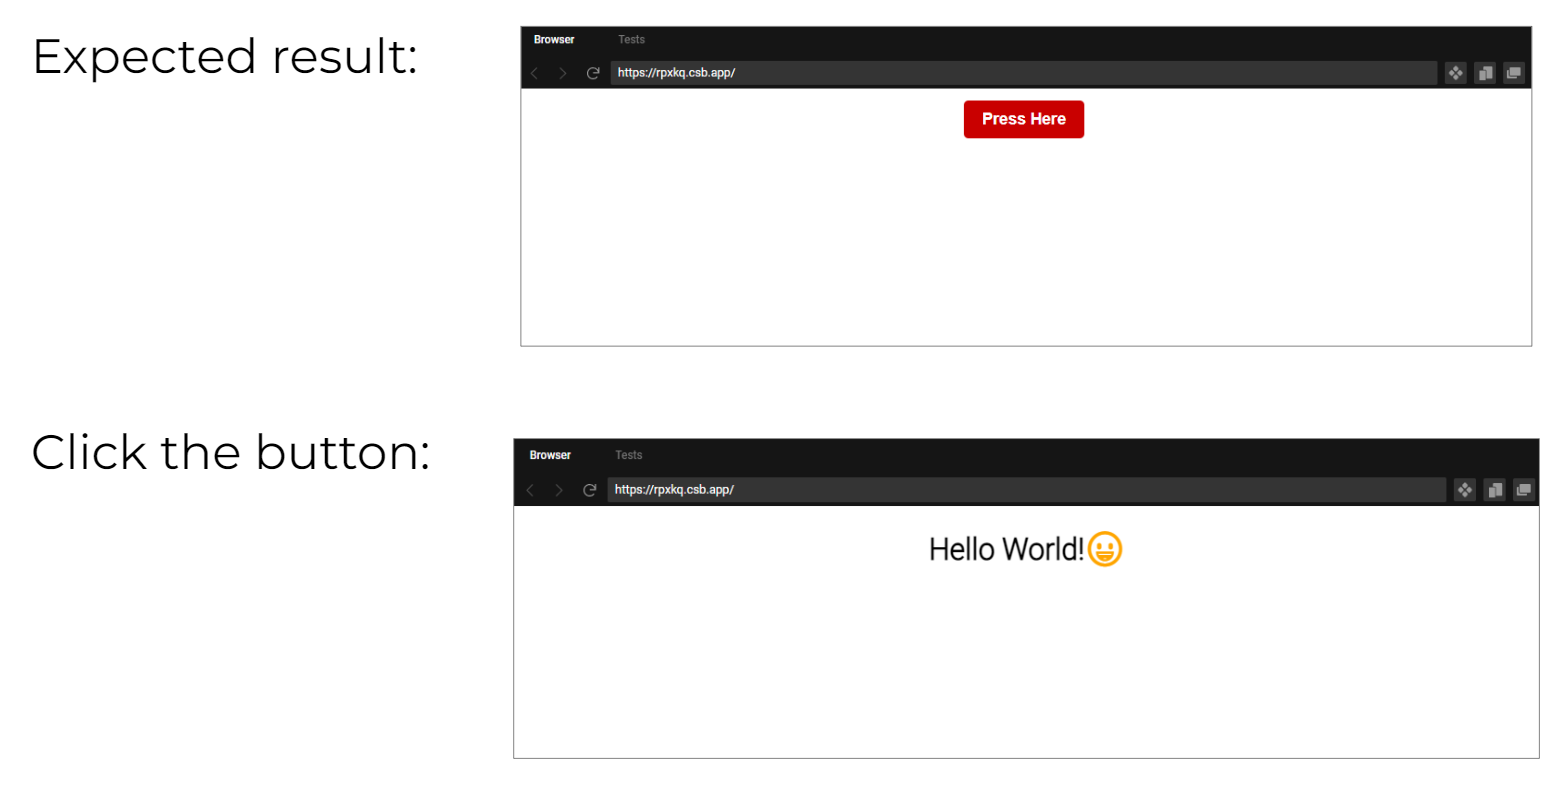 Expected result:
Browser Tests
https://rpxkq.csb.app/
Press Here
Click the button:
Browser Tests
https://rpxkq.csb.app/
Hello World!